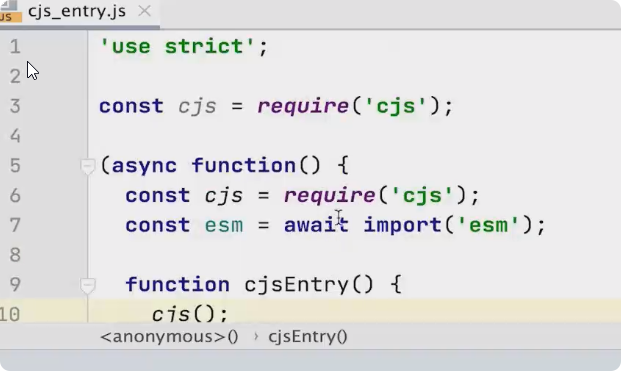 JS cjs_entry.js
1 'use strict';
2
3 const cjs = require('cjs');
4
5 (async function() {
6 const cjs = require('cjs');
7 const esm = await import('esm');
8
9 function cjsEntry() {
10 cjs();
<anonymous>() › cjsEntry()